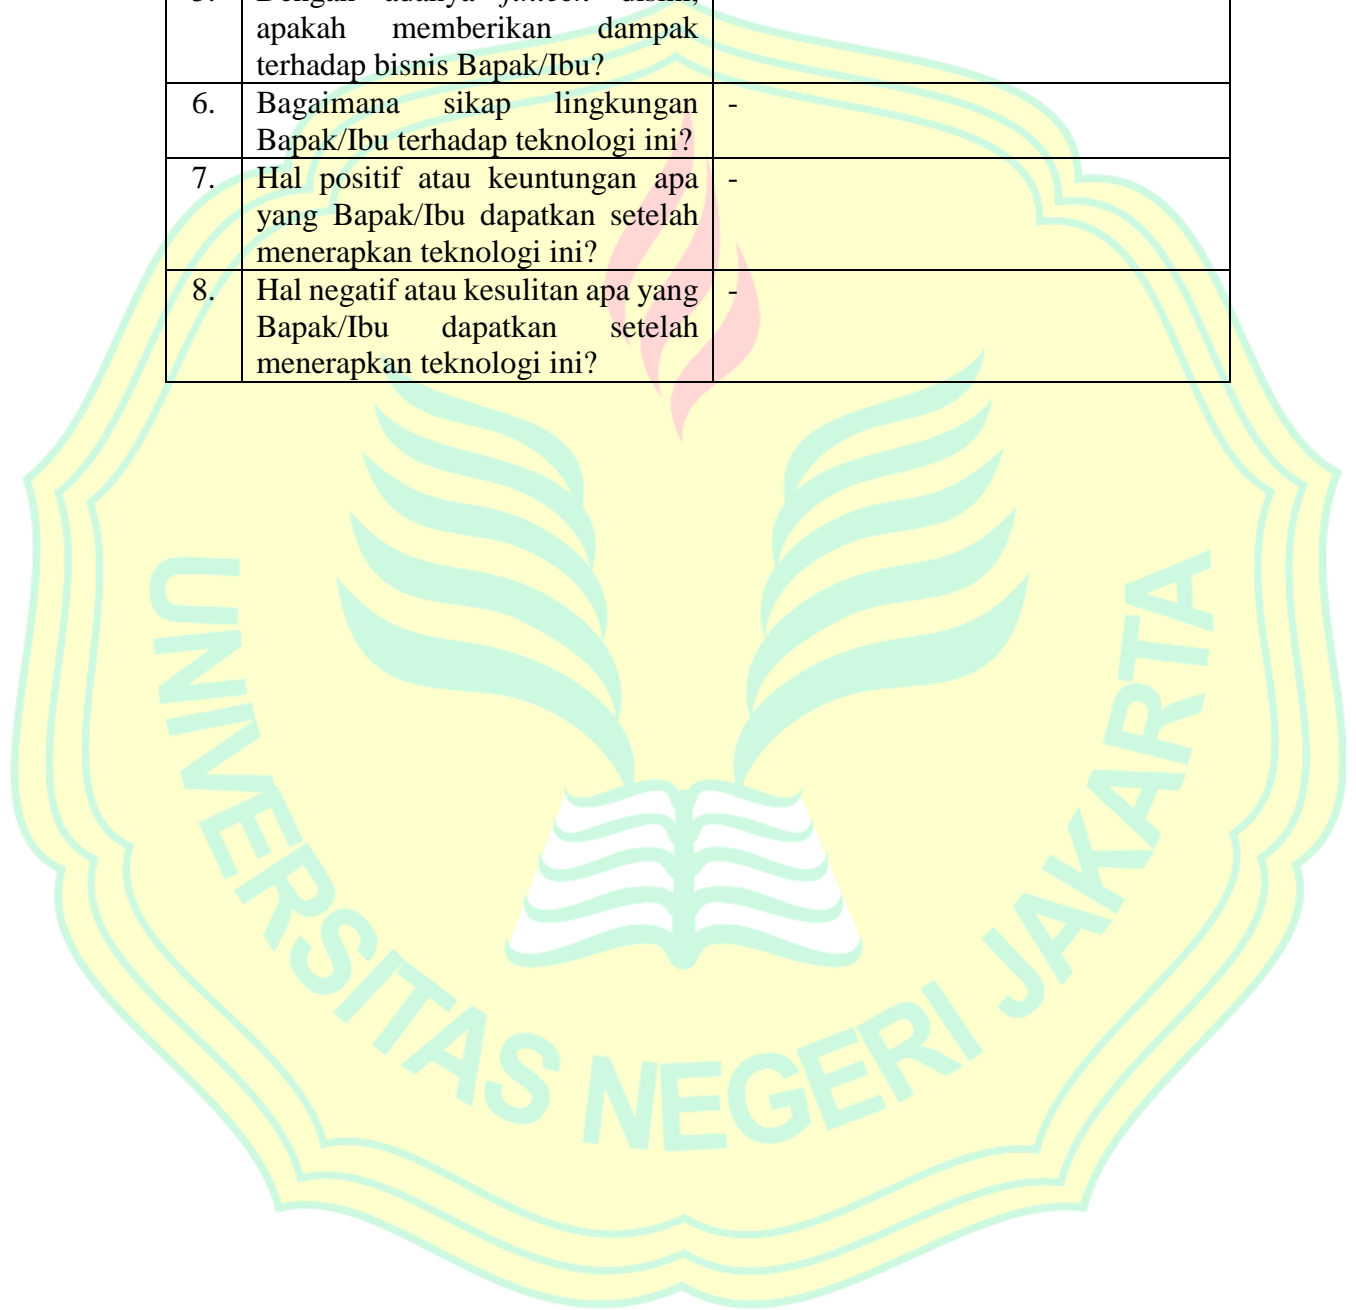 apakah memberikan dampak
terhadap bisnis Bapak/Ibu?
6. Bagaimana sikap lingkungan -
Bapak/Ibu terhadap teknologi ini?
7. Hal positif atau keuntungan apa -
yang Bapak/Ibu dapatkan setelah
menerapkan teknologi ini?
8. Hal negatif atau kesulitan apa yang -
Bapak/Ibu dapatkan setelah
menerapkan teknologi ini?
UNIVERSITAS NEGERI JAKARTA